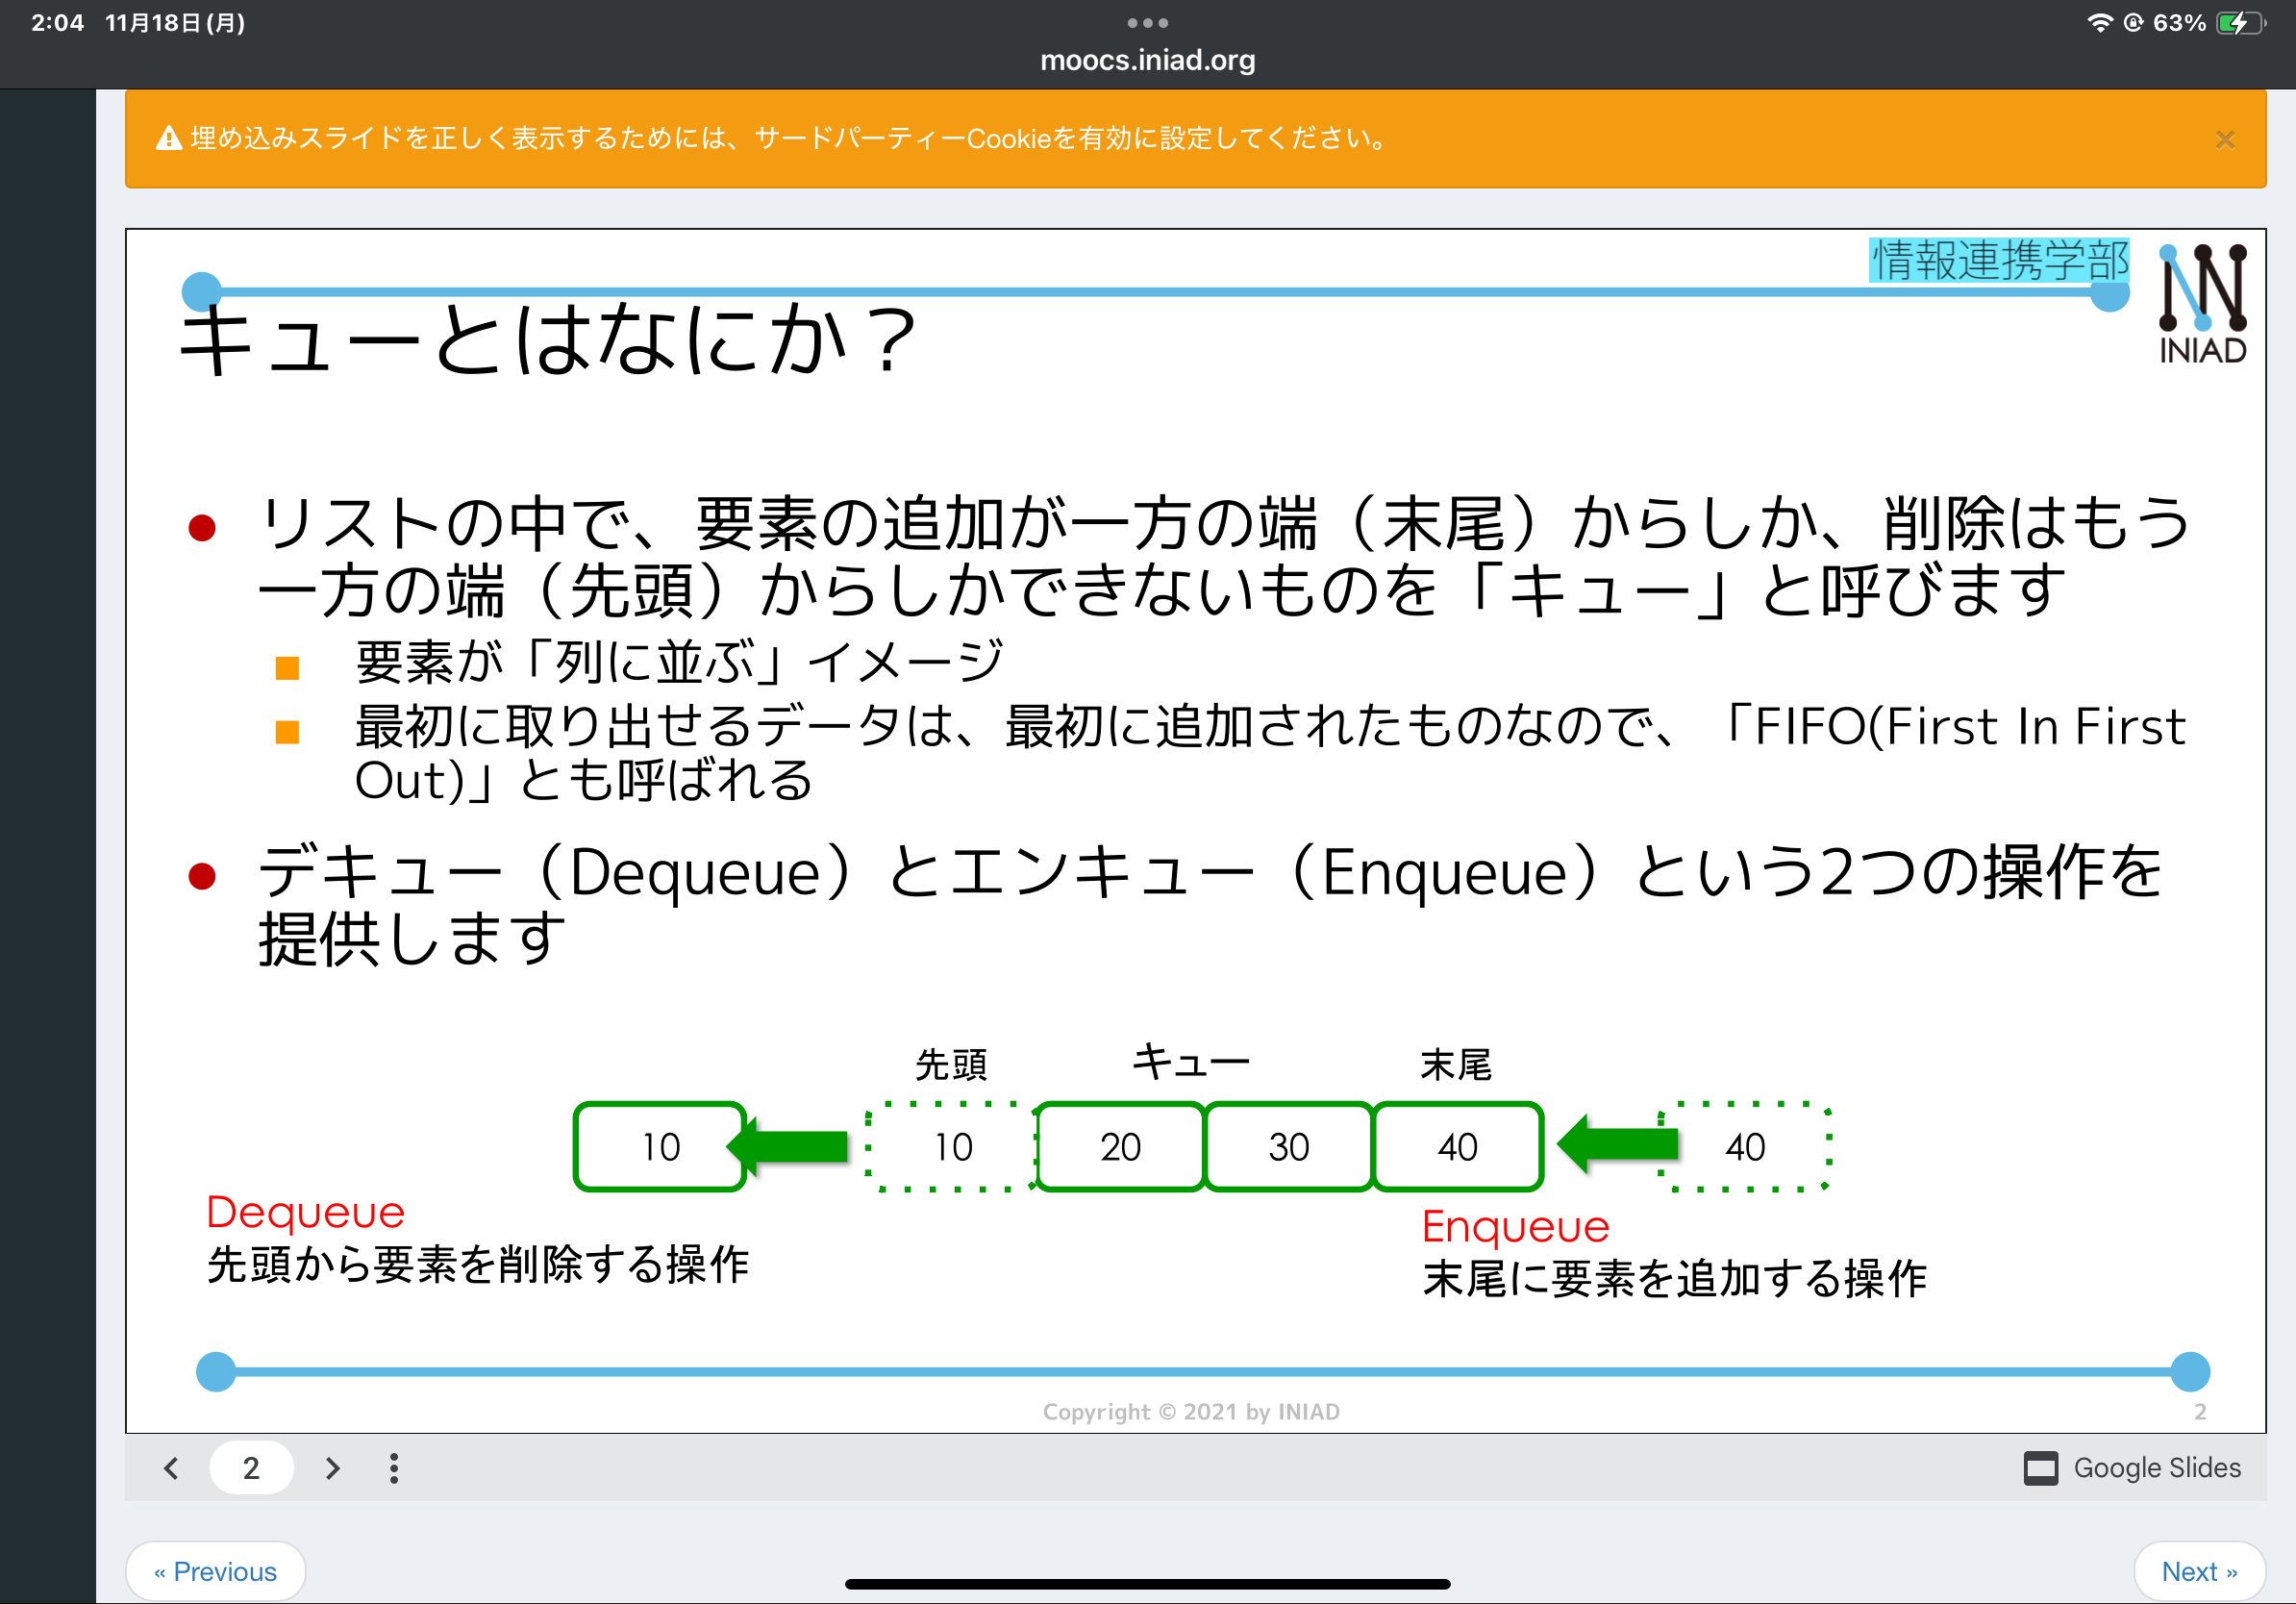 2:04 11月18日(月)
63%
moocs.iniad.org
埋め込みスライドを正しく表示するためには、サードパーティーCookieを有効に設定してください。
×
情報連携学部
INIAD
キューとはなにか？
リストの中で、要素の追加が一方の端（末尾）からしか、削除はもう
一方の端（先頭）からしかできないものを「キュー」と呼びます
要素が「列に並ぶ」イメージ
最初に取り出せるデータは、最初に追加されたものなので、「FIFO(First In First
Out)」とも呼ばれる
デキュー（Dequeue）とエンキュー（Enqueue）という2つの操作を
提供します
先頭 キュー 末尾
10 10 20 30 40 40
Dequeue
先頭から要素を削除する操作
Enqueue
末尾に要素を追加する操作
Copyright © 2021 by INIAD
2
2
Google Slides
« Previous
Next »